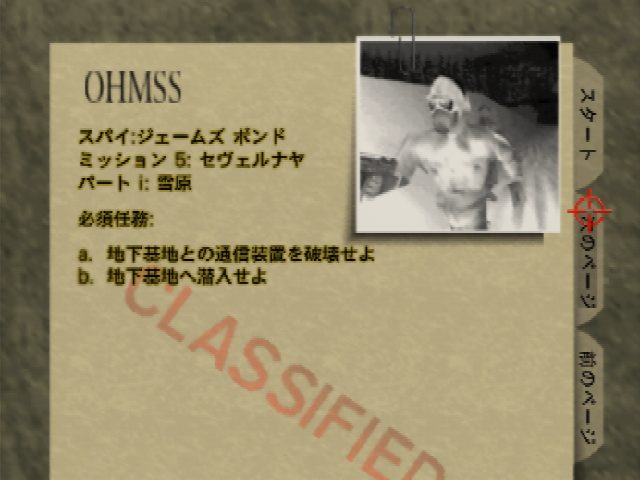 OHMSS
スパイ:ジェームズ ボンド
ミッション 5: セヴェルナヤ
パート i: 雪原
必須任務:
a. 地下基地との通信装置を破壊せよ
b. 地下基地へ潜入せよ
CLASSIFIED
スタート
のページ
前のページ